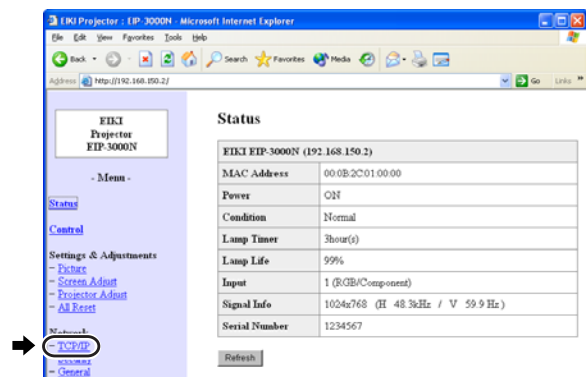 EIKI Projector : EIP-3000N - Microsoft Internet Explorer
File Edit View Favorites Tools Help
Back Search Favorites Media
Address http://192.168.150.2/ Go Links »
EIKI
Projector
EIP-3000N
- Menu -
Status
Control
Settings & Adjustments
- Picture
- Screen Adjust
- Projector Adjust
- All Reset
Network
- TCP/IP
- Security
- General
Status
EIKI EIP-3000N (192.168.150.2)
MAC Address 00:0B:2C:01:00:00
Power ON
Condition Normal
Lamp Timer 3hour(s)
Lamp Life 99%
Input 1 (RGB/Component)
Signal Info 1024x768 (H 48.3kHz / V 59.9 Hz )
Serial Number 1234567
Refresh